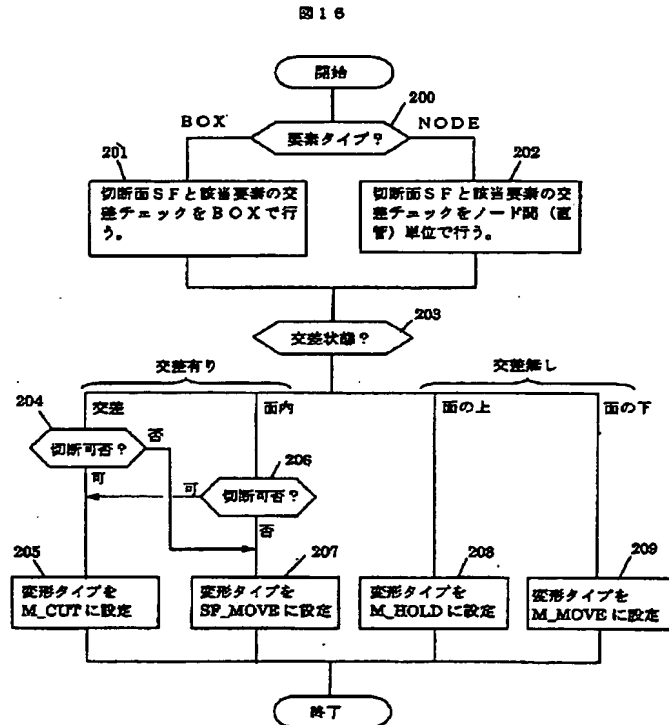 図16
開始
200
BOX
要素タイプ?
NODE
201
切断面SFと該当要素の交
差チェックをBOXで行
う。
202
切断面SFと該当要素の交
差チェックをノード間(直
管)単位で行う。
203
交差状態?
交差有り
交差無し
204
交差
面内
面の上
面の下
切断可否?
否
可
206
切断可否?
可
否
205
変形タイプを
M_CUTに設定
207
変形タイプを
SF_MOVEに設定
208
変形タイプを
M_HOLDに設定
209
変形タイプを
M_MOVEに設定
終了